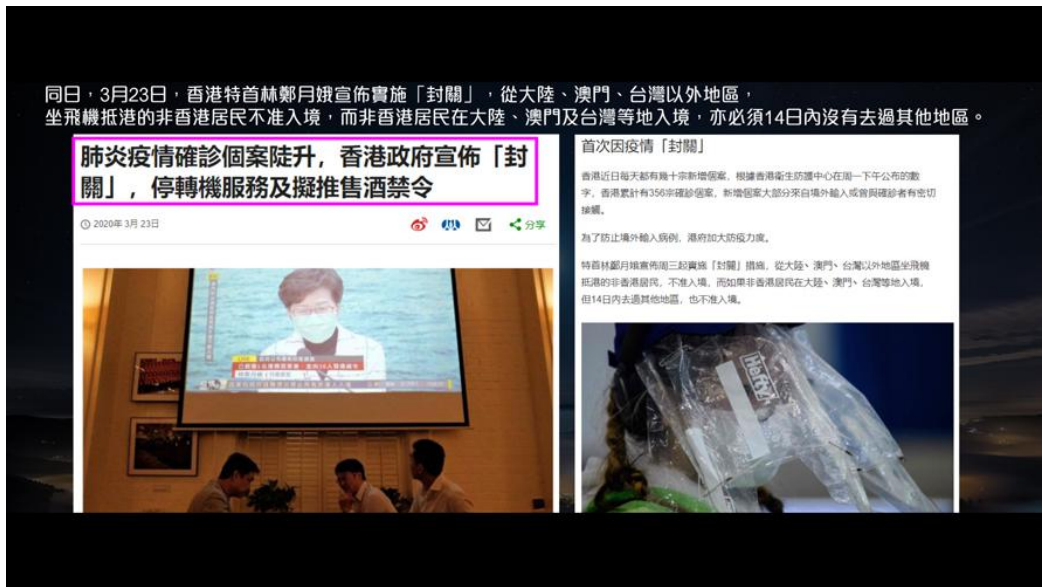 同日，3月23日，香港特首林鄭月娥宣佈實施「封關」，從大陸、澳門、台灣以外地區，
坐飛機抵港的非香港居民不准入境，而非香港居民在大陸、澳門及台灣等地入境，亦必須14日內沒有去過其他地區。
肺炎疫情確診個案陡升，香港政府宣佈「封
關」，停轉機服務及擬推售酒禁令
2020年 3月 23日
分享
首次因疫情「封關」
香港近日每天都有幾十宗新增個案，根據香港衛生防護中心在周一下午公布的數
字，香港累計有356宗確診個案，新增個案大部分來自境外輸入或曾與確診者有密切
接觸。
為了防止境外輸入病例，港府加大防疫力度。
特首林鄭月娥宣佈周三起實施「封關」措施，從大陸、澳門、台灣以外地區坐飛機
抵港的非香港居民，不准入境，而如果非香港居民在大陸、澳門、台灣等地入境，
但14日內去過其他地區，也不准入境。
Hefty